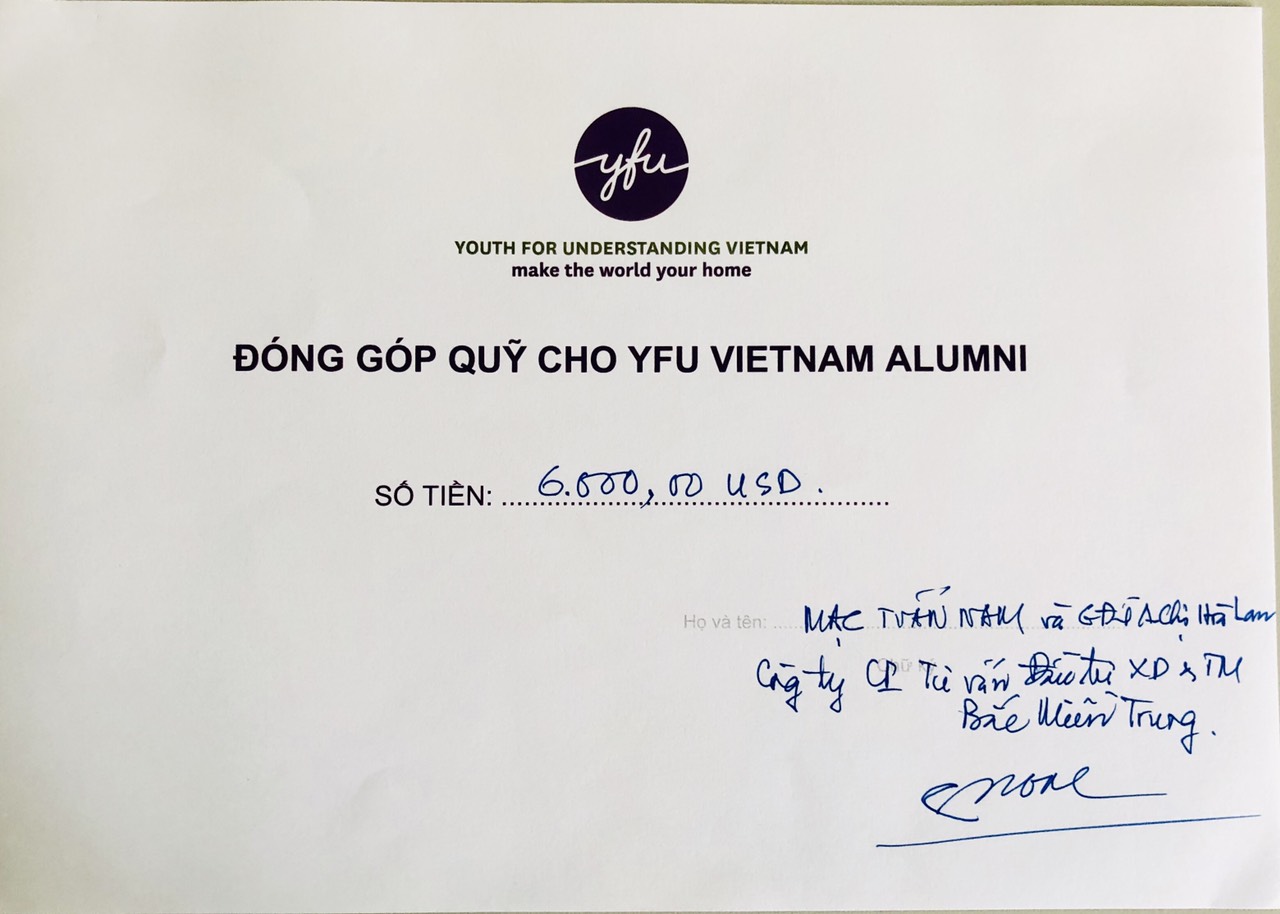 yfu
YOUTH FOR UNDERSTANDING VIETNAM
make the world your home
ĐÓNG GÓP QUỸ CHO YFU VIETNAM ALUMNI
SỐ TIỀN: 6.000,00 USD.
Họ và tên: MẠC TUẤN NAM và GĐ Chị Hà Lan
Công ty CP Tư vấn Đầu tư XD & TM
Bắc Miền Trung.